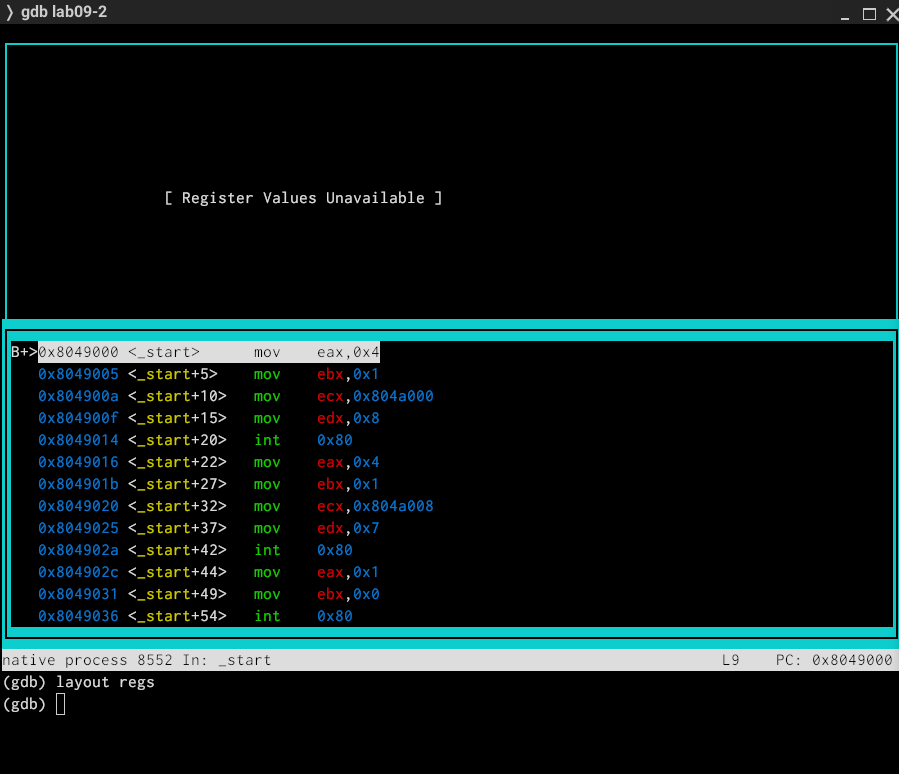 ❭ gdb lab09-2
[ Register Values Unavailable ]
B+>0x8049000 <_start> mov eax,0x4
0x8049005 <_start+5> mov ebx,0x1
0x804900a <_start+10> mov ecx,0x804a000
0x804900f <_start+15> mov edx,0x8
0x8049014 <_start+20> int 0x80
0x8049016 <_start+22> mov eax,0x4
0x804901b <_start+27> mov ebx,0x1
0x8049020 <_start+32> mov ecx,0x804a008
0x8049025 <_start+37> mov edx,0x7
0x804902a <_start+42> int 0x80
0x804902c <_start+44> mov eax,0x1
0x8049031 <_start+49> mov ebx,0x0
0x8049036 <_start+54> int 0x80
native process 8552 In: _start L9 PC: 0x8049000
(gdb) layout regs
(gdb)